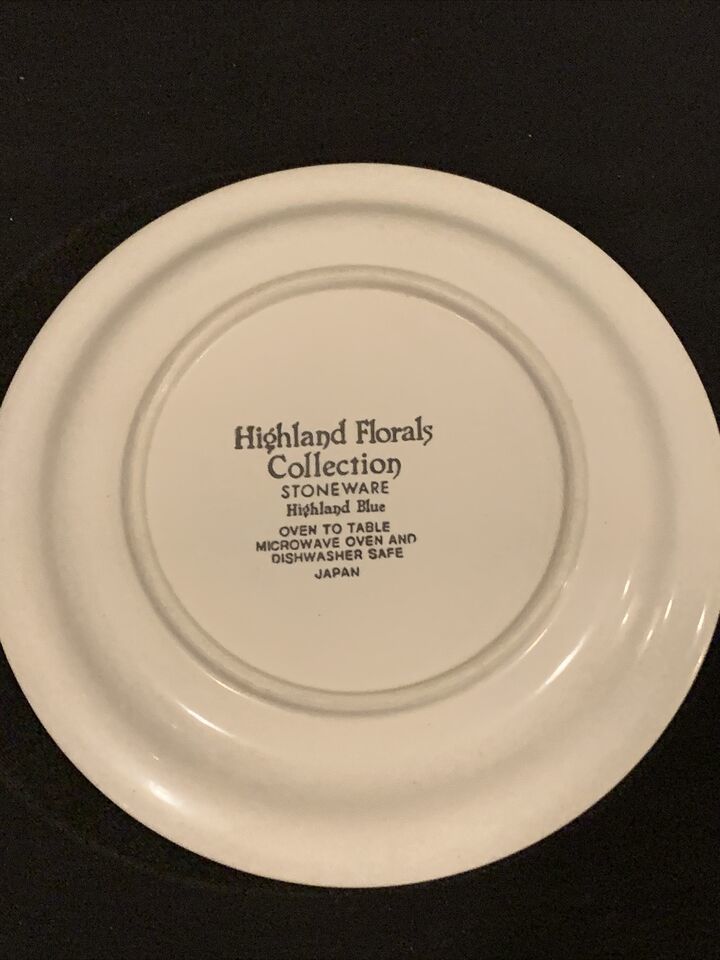 Highland Florals
Collection
STONEWARE
Highland Blue
OVEN TO TABLE
MICROWAVE OVEN AND
DISHWASHER SAFE
JAPAN